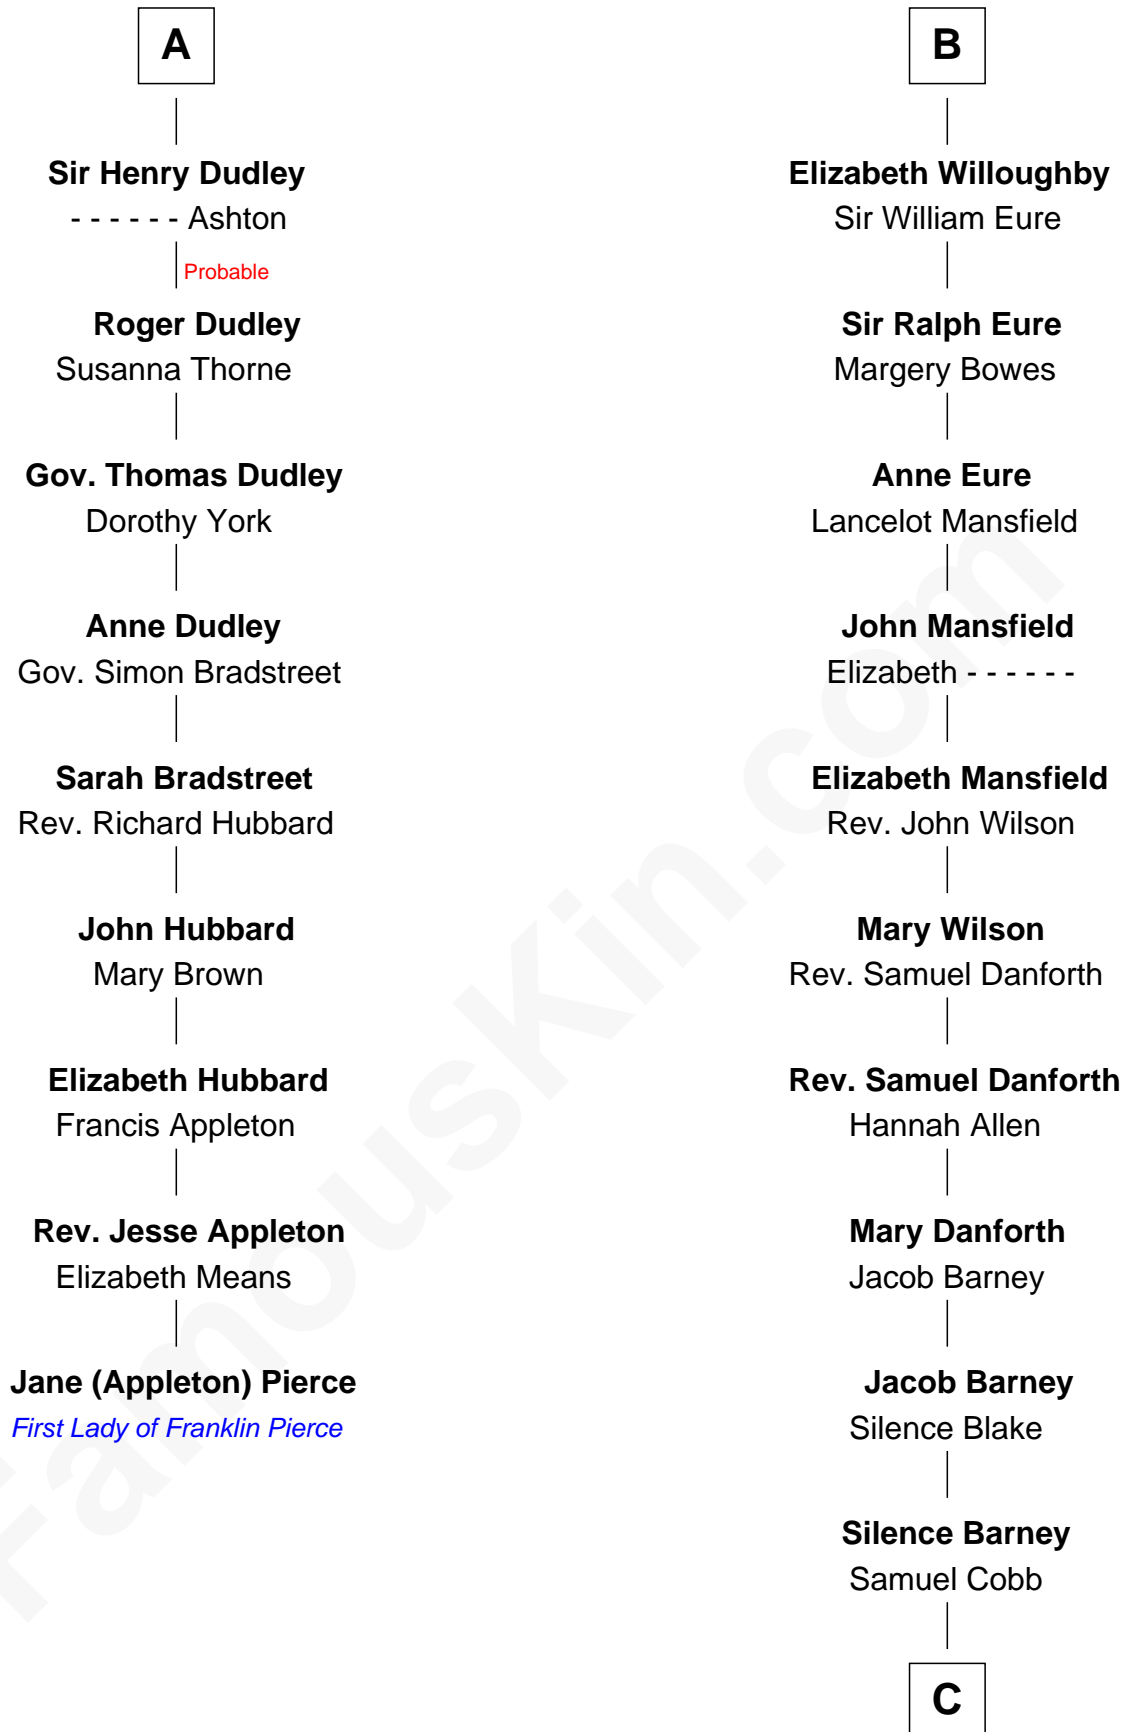 A
Sir Henry Dudley
- - - - - - Ashton
Probable
Roger Dudley
Susanna Thorne
Gov. Thomas Dudley
Dorothy York
Anne Dudley
Gov. Simon Bradstreet
Sarah Bradstreet
Rev. Richard Hubbard
John Hubbard
Mary Brown
Elizabeth Hubbard
Francis Appleton
Rev. Jesse Appleton
Elizabeth Means
Jane (Appleton) Pierce
First Lady of Franklin Pierce
B
Elizabeth Willoughby
Sir William Eure
Sir Ralph Eure
Margery Bowes
Anne Eure
Lancelot Mansfield
John Mansfield
Elizabeth - - - - - -
Elizabeth Mansfield
Rev. John Wilson
Mary Wilson
Rev. Samuel Danforth
Rev. Samuel Danforth
Hannah Allen
Mary Danforth
Jacob Barney
Jacob Barney
Silence Blake
Silence Barney
Samuel Cobb
C
FamousKin.com